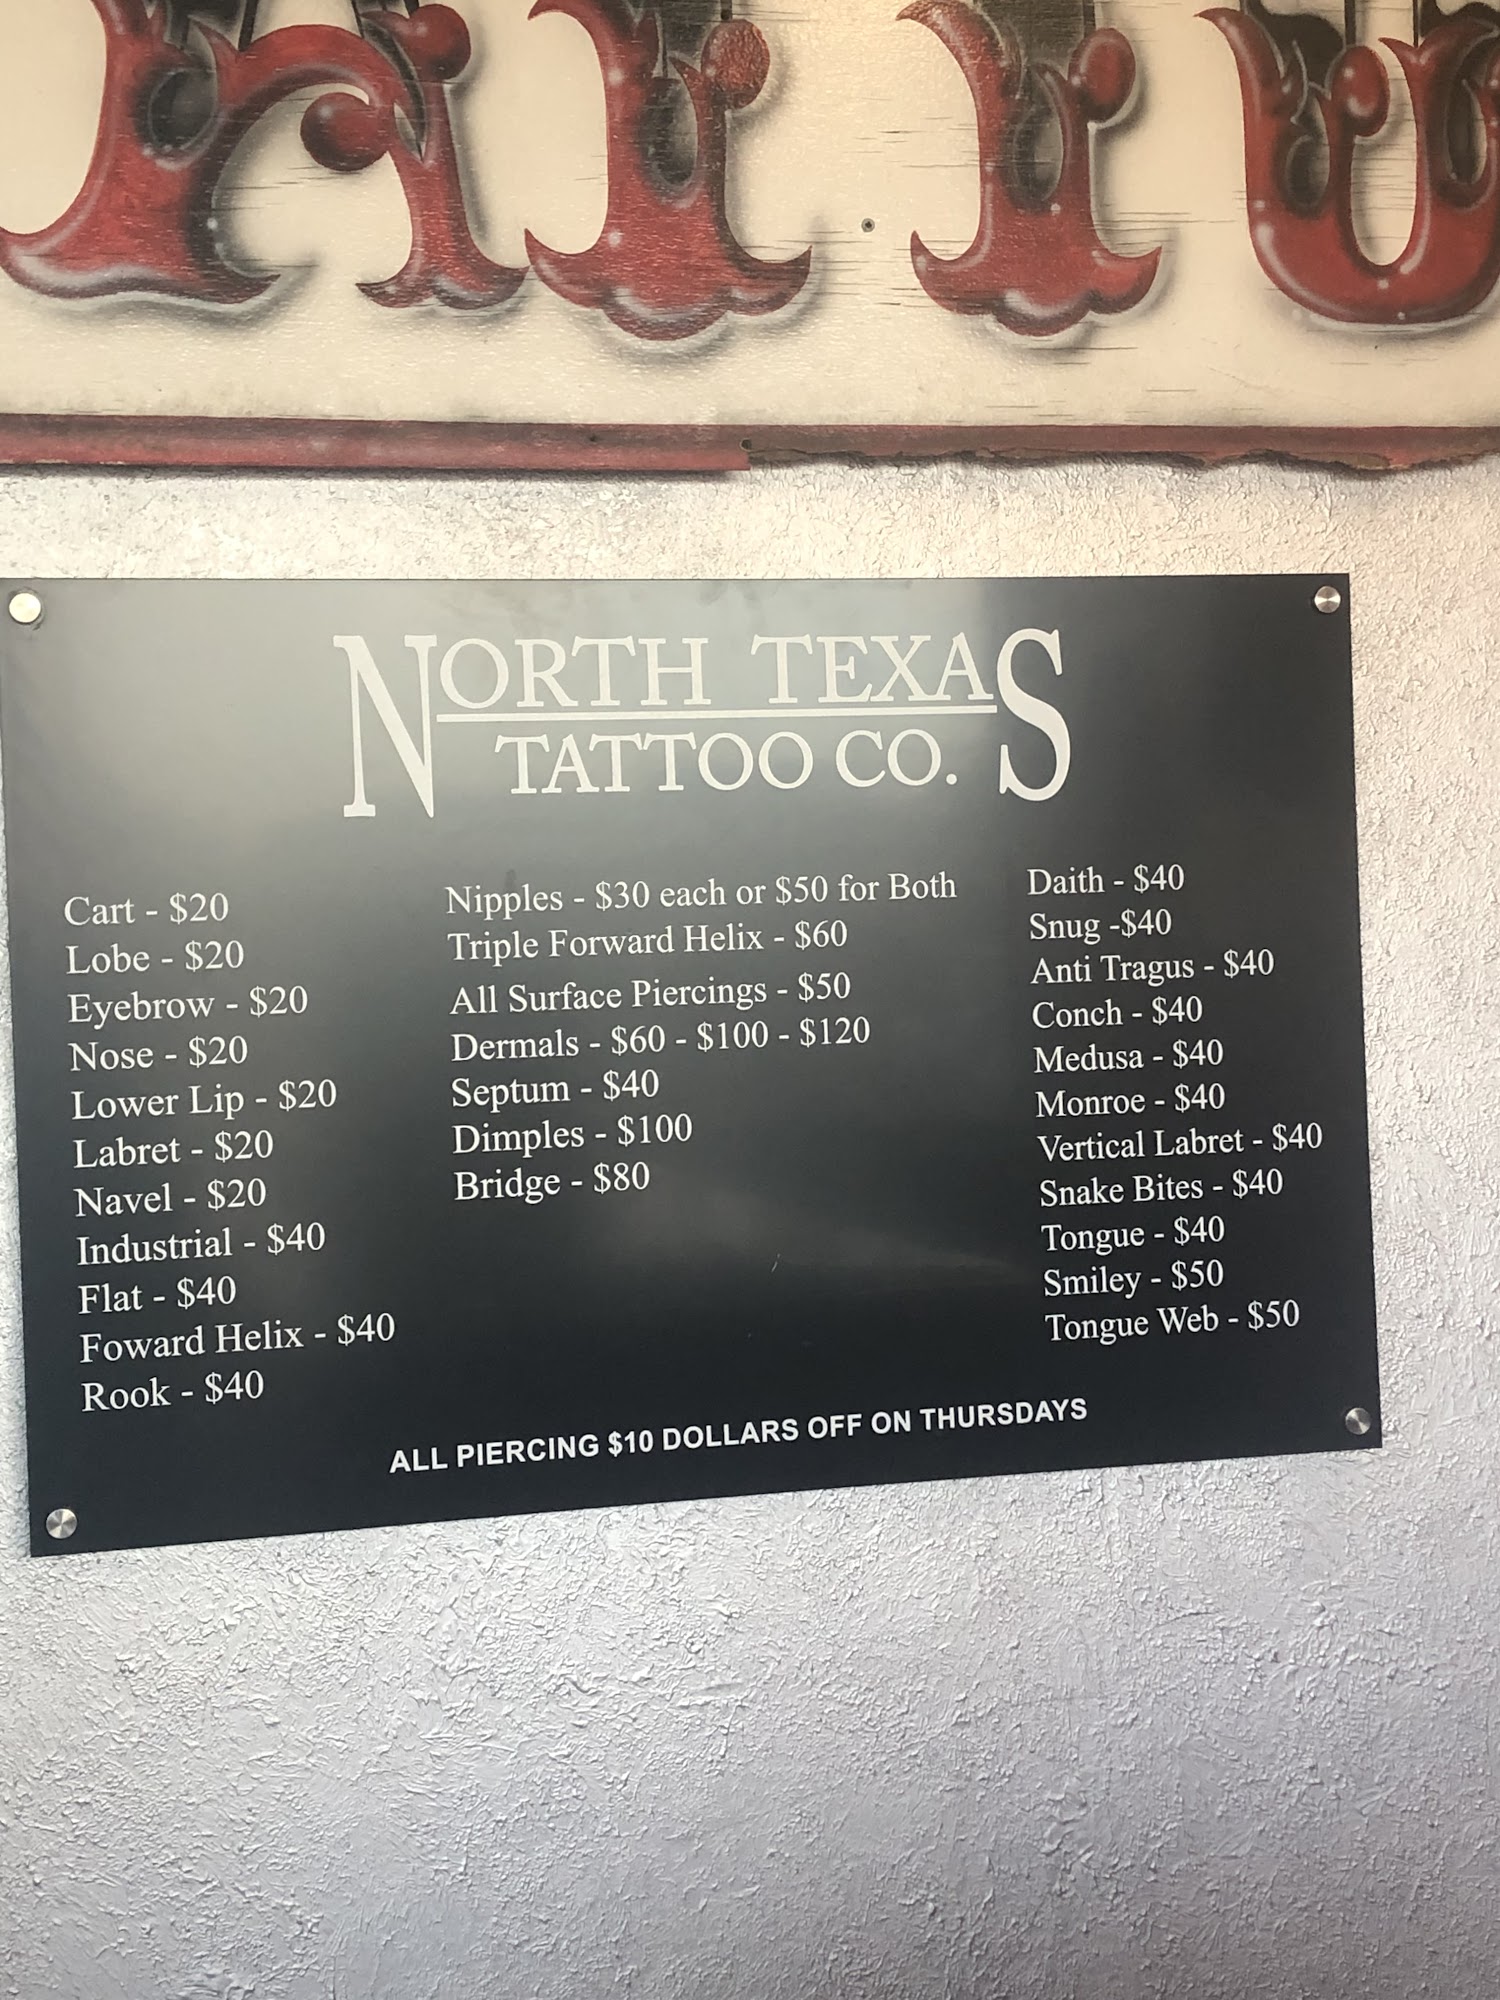 NORTH TEXAS
TATTOO CO.
Cart - $20
Lobe - $20
Eyebrow - $20
Nose - $20
Lower Lip - $20
Labret - $20
Navel - $20
Industrial - $40
Flat - $40
Foward Helix - $40
Rook - $40
Nipples - $30 each or $50 for Both
Triple Forward Helix - $60
All Surface Piercings - $50
Dermals - $60 - $100 - $120
Septum - $40
Dimples - $100
Bridge - $80
Daith - $40
Snug -$40
Anti Tragus - $40
Conch - $40
Medusa - $40
Monroe - $40
Vertical Labret - $40
Snake Bites - $40
Tongue - $40
Smiley - $50
Tongue Web - $50
ALL PIERCING $10 DOLLARS OFF ON THURSDAYS